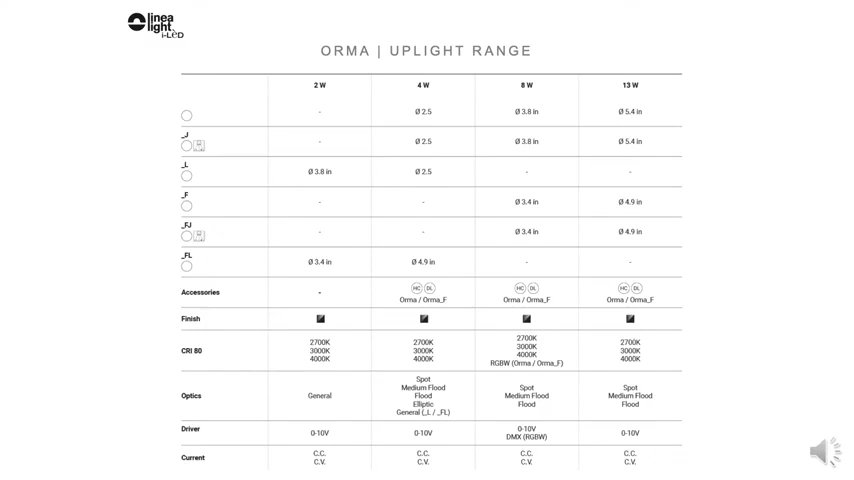 linea
light
i-LèD
ORMA | UPLIGHT RANGE
2 W 4 W 8 W 13 W
- Ø 2.5 Ø 3.8 in Ø 5.4 in
_J
- Ø 2.5 Ø 3.8 in Ø 5.4 in
_L
Ø 3.8 in Ø 2.5 - -
_F
- - Ø 3.4 in Ø 4.9 in
_FJ
- - Ø 3.4 in Ø 4.9 in
_FL
Ø 3.4 in Ø 4.9 in - -
Accessories - HC DL HC DL HC DL
Orma / Orma_F Orma / Orma_F Orma / Orma_F
Finish
CRI 80
2700K 2700K 2700K 2700K
3000K 3000K 3000K 3000K
4000K 4000K 4000K 4000K
RGBW (Orma / Orma_F)
Optics
General
Spot
Medium Flood
Flood
Elliptic
General (_L / _FL)
Spot
Medium Flood
Flood
Spot
Medium Flood
Flood
Driver
0-10V 0-10V 0-10V 0-10V
DMX (RGBW)
Current
C.C. C.C. C.C. C.C.
C.V. C.V. C.V. C.V.